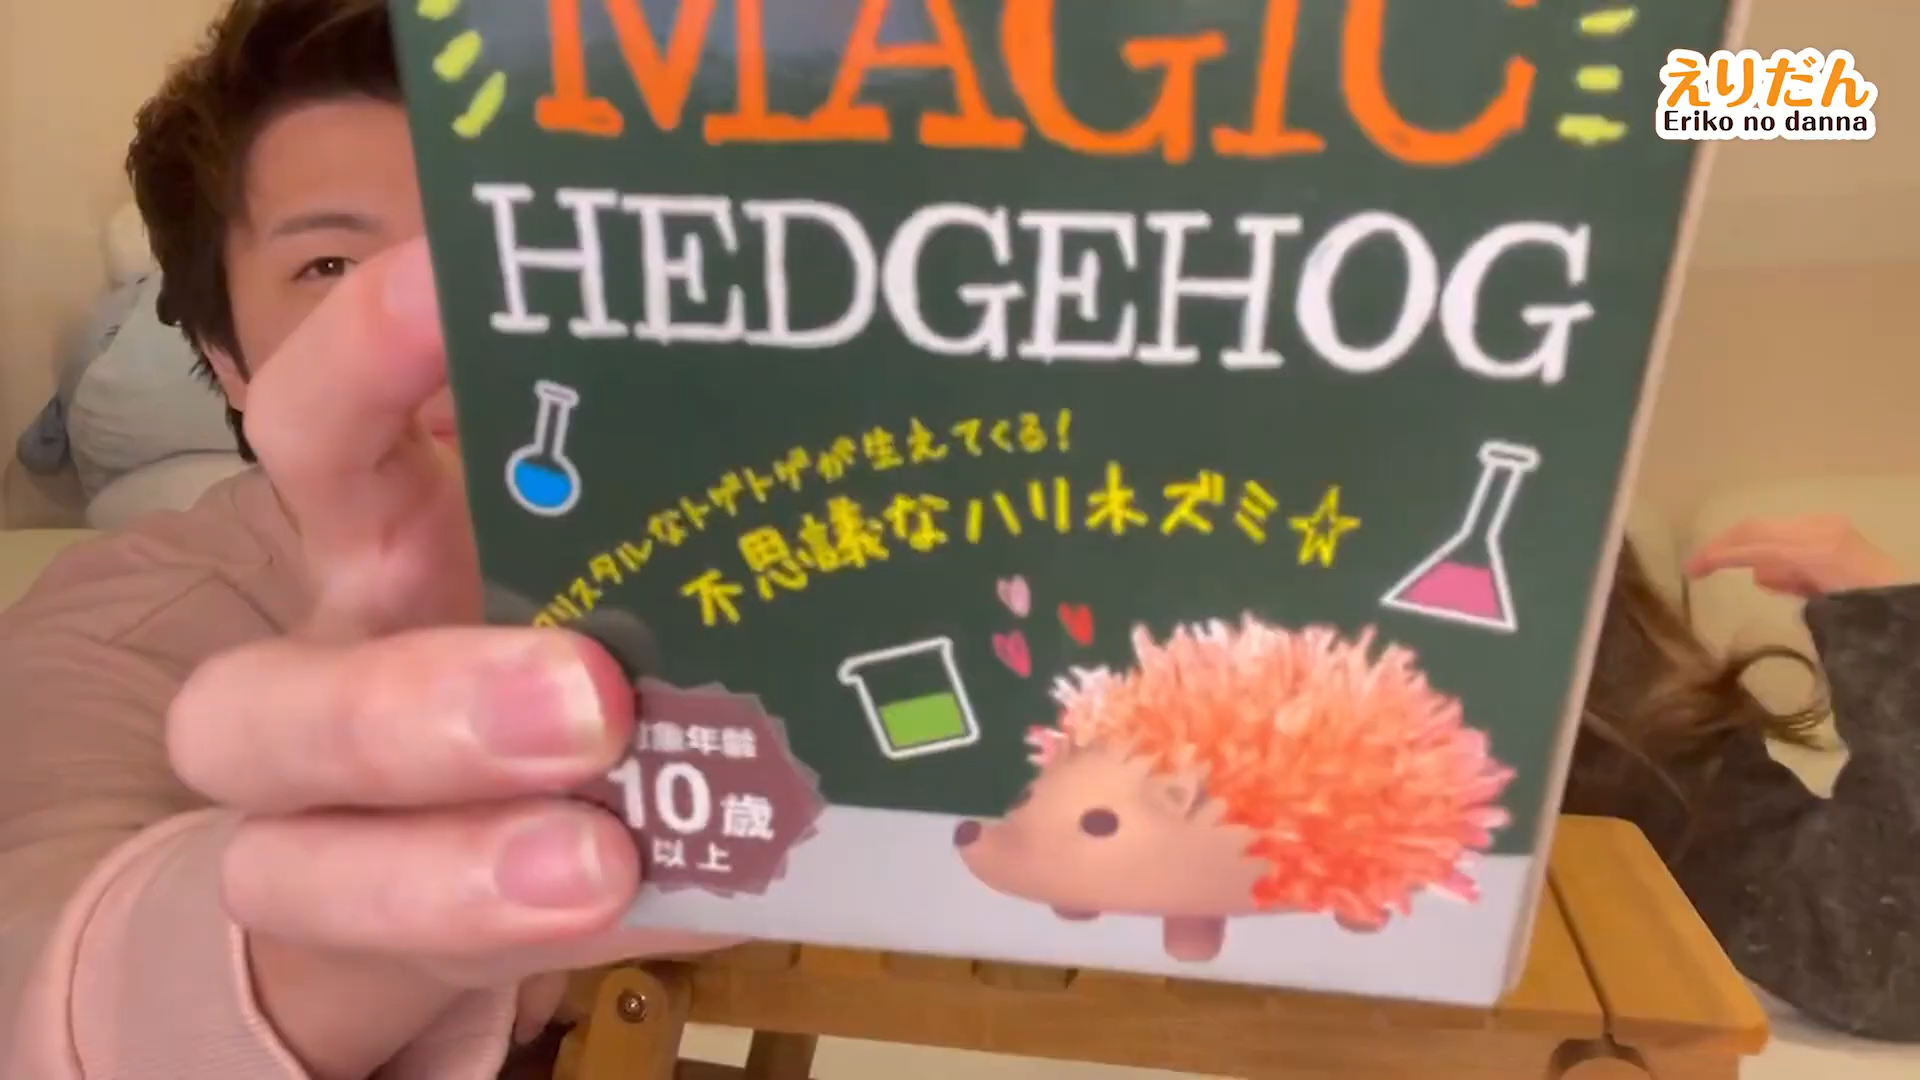 MAGIC
えりだん
Eriko no danna
HEDGEHOG
クリスタルなトゲトゲが生えてくる！
不思議なハリネズミ☆
対象年齢
10歳
以上